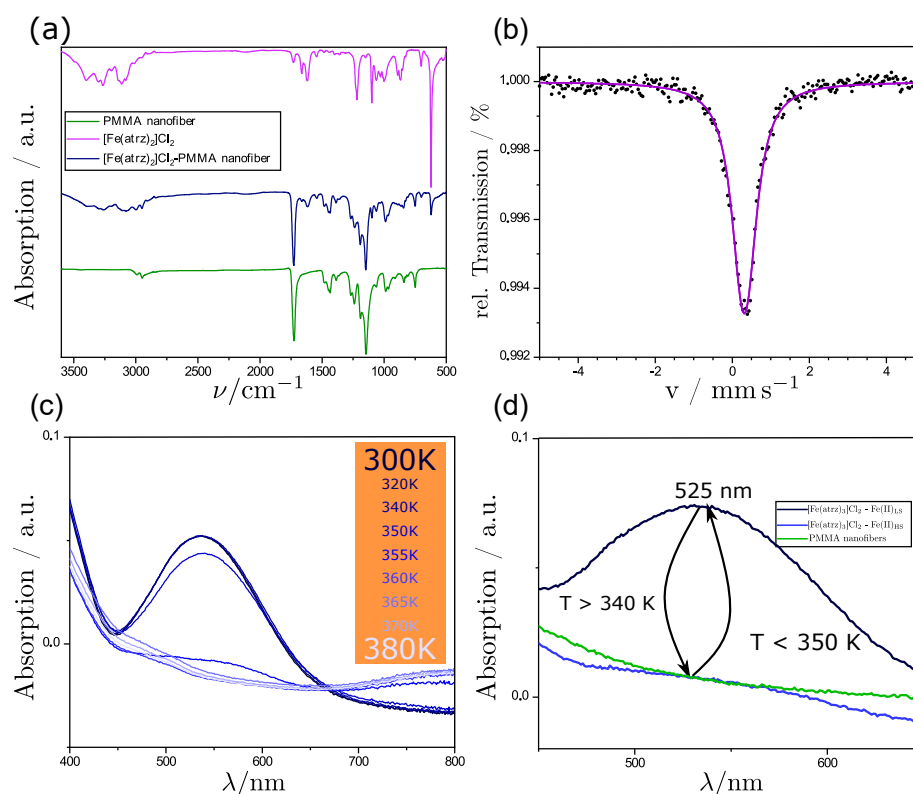 (a)
Absorption / a.u.
PMMA nanofiber
[Fe(atrz)₂]Cl₂
[Fe(atrz)₂]Cl₂-PMMA nanofiber
3500 3000 2500 2000 1500 1000 500
ν/cm⁻¹
(b)
rel. Transmission / %
1,000
0,998
0,996
0,994
0,992
-4 -2 0 2 4
v / mm s⁻¹
(c)
Absorption / a.u.
0.1
0.0
-0.1
300K
320K
340K
350K
355K
360K
365K
370K
380K
400 500 600 700 800
λ/nm
(d)
Absorption / a.u.
0.1
0.0
525 nm
[Fe(atrz)₃]Cl₂ - Fe(II)LS
[Fe(atrz)₃]Cl₂ - Fe(II)HS
PMMA nanofibers
T > 340 K
T < 350 K
500 600
λ/nm